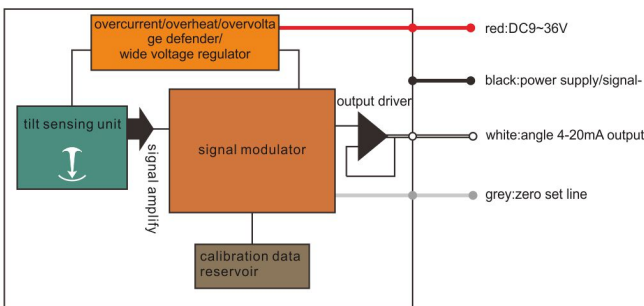 overcurrent/overheat/overvolta
ge defender/
wide voltage regulator
red:DC9~36V
black:power supply/signal-
output driver
tilt sensing unit
signal amplify
signal modulator
white:angle 4-20mA output
grey:zero set line
calibration data
reservoir